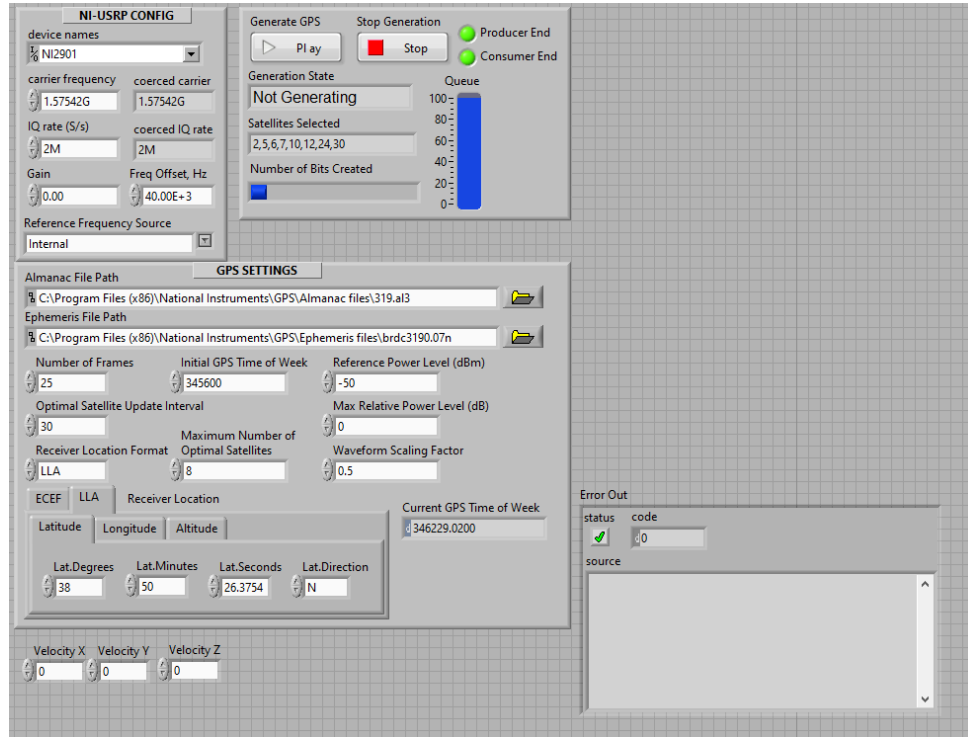 NI-USRP CONFIG
device names
NI2901
carrier frequency coerced carrier
1.57542G 1.57542G
IQ rate (S/s) coerced IQ rate
2M 2M
Gain Freq Offset, Hz
0.00 40.00E+3
Reference Frequency Source
Internal
Generate GPS Stop Generation
Pl ay Stop
Producer End
Consumer End
Generation State
Not Generating
Satellites Selected
2,5,6,7,10,12,24,30
Number of Bits Created
Queue
100
80
60
40
20
0
GPS SETTINGS
Almanac File Path
C:\Program Files (x86)\National Instruments\GPS\Almanac files\319.al3
Ephemeris File Path
C:\Program Files (x86)\National Instruments\GPS\Ephemeris files\brdc3190.07n
Number of Frames Initial GPS Time of Week Reference Power Level (dBm)
25 345600 -50
Optimal Satellite Update Interval Max Relative Power Level (dB)
30 0
Receiver Location Format Maximum Number of
Optimal Satellites Waveform Scaling Factor
LLA 8 0.5
ECEF LLA Receiver Location
Latitude Longitude Altitude
Lat.Degrees Lat.Minutes Lat.Seconds Lat.Direction
38 50 26.3754 N
Current GPS Time of Week
d 346229.0200
Velocity X Velocity Y Velocity Z
0 0 0
Error Out
status code
d 0
source